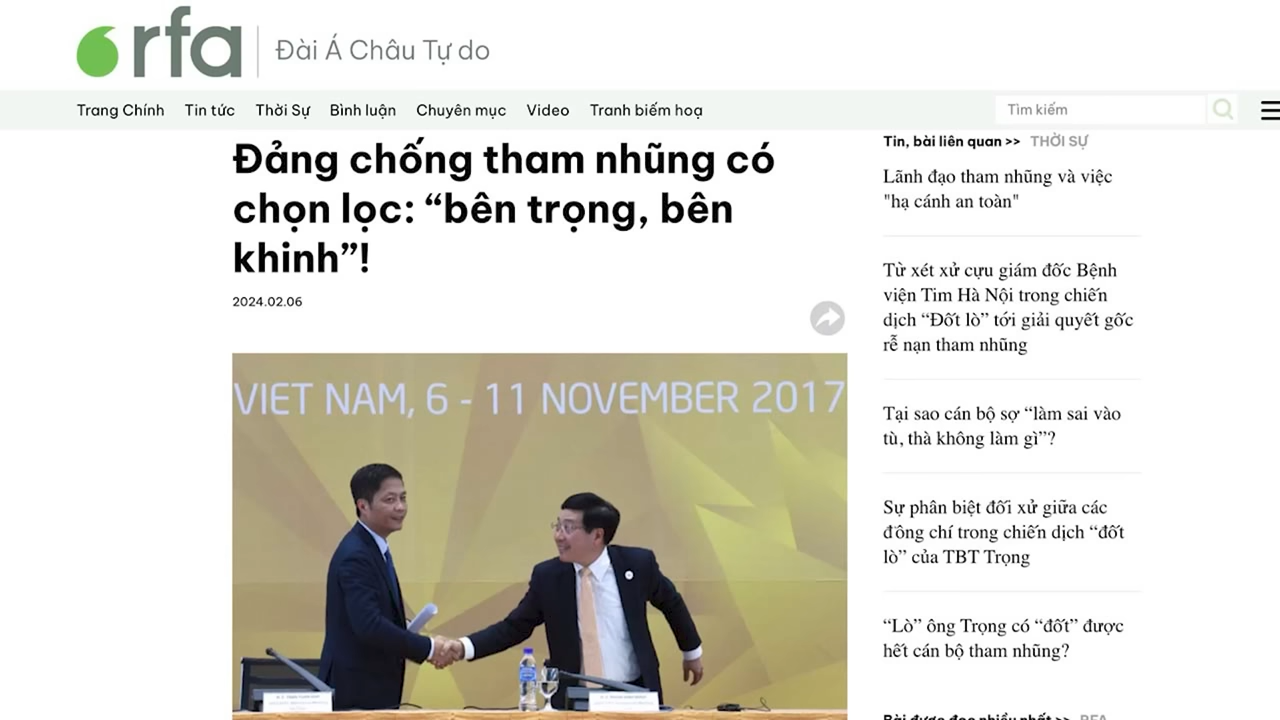 rfa Đài Á Châu Tự do
Trang Chính Tin tức Thời Sự Bình luận Chuyên mục Video Tranh biếm hoạ Tìm kiếm
Đảng chống tham nhũng có
chọn lọc: “bên trọng, bên
khinh”!
2024.02.06
VIET NAM, 6 - 11 NOVEMBER 2017
Tin, bài liên quan >> THỜI SỰ
Lãnh đạo tham nhũng và việc
"hạ cánh an toàn"
Từ xét xử cựu giám đốc Bệnh
viện Tim Hà Nội trong chiến
dịch “Đốt lò” tới giải quyết gốc
rễ nạn tham nhũng
Tại sao cán bộ sợ “làm sai vào
tù, thà không làm gì”?
Sự phân biệt đối xử giữa các
đồng chí trong chiến dịch “đốt
lò” của TBT Trọng
“Lò” ông Trọng có “đốt” được
hết cán bộ tham nhũng?
Bài được đọc nhiều nhất >> RFA